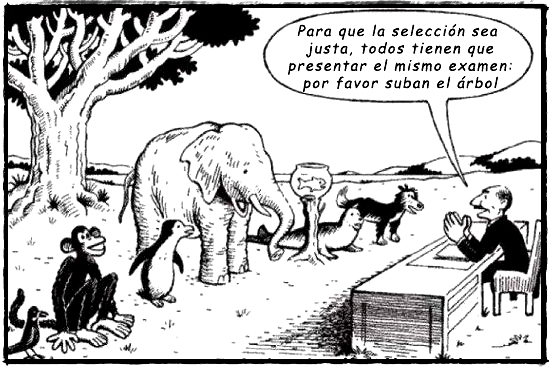 Para que la selección sea
justa, todos tienen que
presentar el mismo examen:
por favor suban el árbol